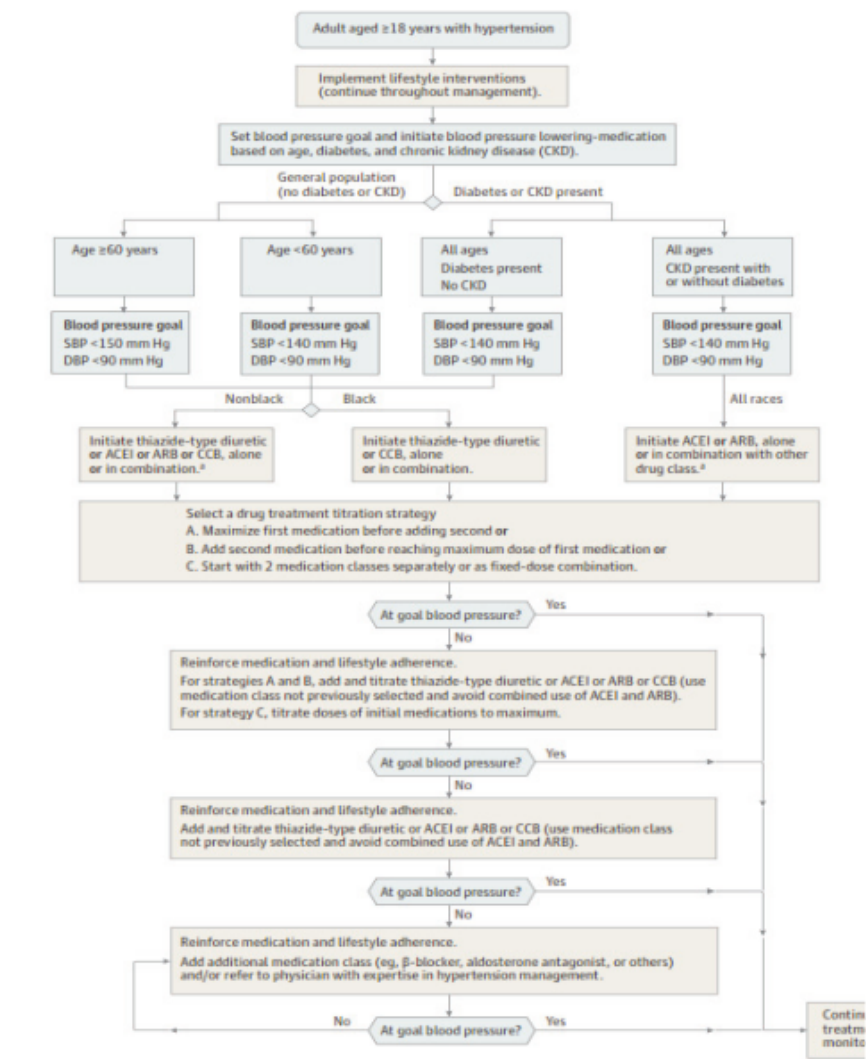 Adult aged ≥18 years with hypertension
Implement lifestyle interventions
(continue throughout management).
Set blood pressure goal and initiate blood pressure lowering-medication
based on age, diabetes, and chronic kidney disease (CKD).
General population
(no diabetes or CKD)
Diabetes or CKD present
Age ≥60 years
Age <60 years
All ages
Diabetes present
No CKD
All ages
CKD present with
or without diabetes
Blood pressure goal
SBP <150 mm Hg
DBP <90 mm Hg
Blood pressure goal
SBP <140 mm Hg
DBP <90 mm Hg
Blood pressure goal
SBP <140 mm Hg
DBP <90 mm Hg
Blood pressure goal
SBP <140 mm Hg
DBP <90 mm Hg
Nonblack
Black
All races
Initiate thiazide-type diuretic
or ACEI or ARB or CCB, alone
or in combination.ª
Initiate thiazide-type diuretic
or CCB, alone
or in combination.
Initiate ACEI or ARB, alone
or in combination with other
drug class.ª
Select a drug treatment titration strategy
A. Maximize first medication before adding second or
B. Add second medication before reaching maximum dose of first medication or
C. Start with 2 medication classes separately or as fixed-dose combination.
At goal blood pressure?
Yes
No
Reinforce medication and lifestyle adherence.
For strategies A and B, add and titrate thiazide-type diuretic or ACEI or ARB or CCB (use
medication class not previously selected and avoid combined use of ACEI and ARB).
For strategy C, titrate doses of initial medications to maximum.
At goal blood pressure?
Yes
No
Reinforce medication and lifestyle adherence.
Add and titrate thiazide-type diuretic or ACEI or ARB or CCB (use medication class
not previously selected and avoid combined use of ACEI and ARB).
At goal blood pressure?
Yes
No
Reinforce medication and lifestyle adherence.
Add additional medication class (eg, β-blocker, aldosterone antagonist, or others)
and/or refer to physician with expertise in hypertension management.
No
At goal blood pressure?
Yes
Contin
treatm
monito